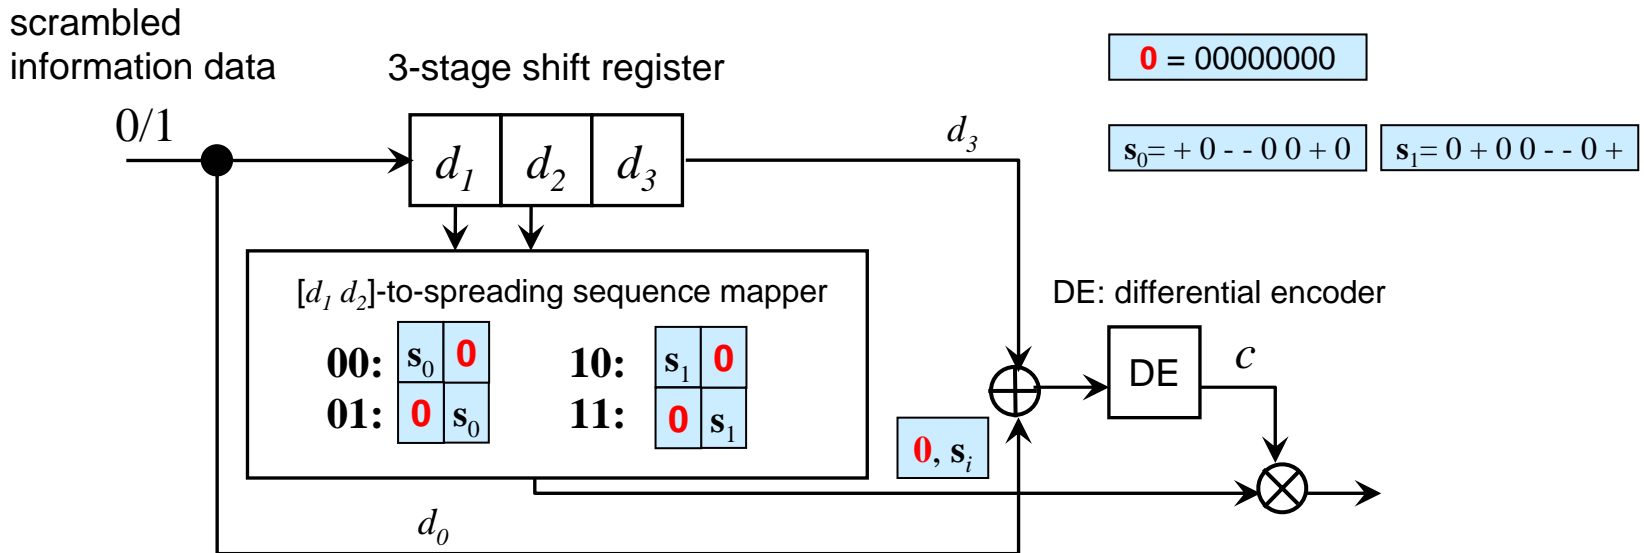 scrambled
information data
3-stage shift register
0 = 00000000
0/1
d3
s0= + 0 - - 0 0 + 0
s1= 0 + 0 0 - - 0 +
d1 d2 d3
[d1 d2]-to-spreading sequence mapper
DE: differential encoder
00: s0 0
10: s1 0
01: 0 s0
11: 0 s1
DE
c
0, si
d0